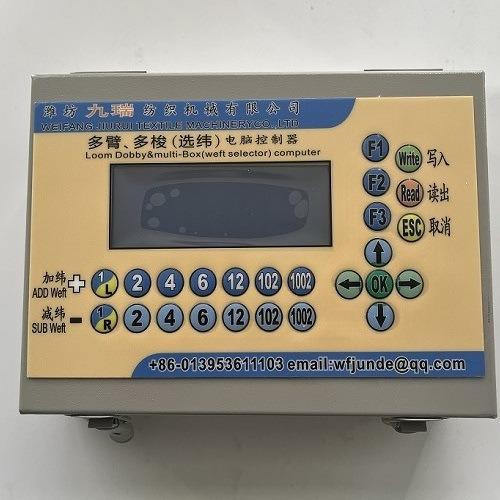 潍坊 九瑞 纺织机械有限公司
WEIFANG JIURUI TEXTILE MACHINERYCO.,LTD
多臂、多梭(选纬)电脑控制器
Loom Dobby&multi-Box(weft selector) computer
F1 Write 写入
F2 Read 读出
F3 ESC 取消
加纬 ADD Weft + 1 L 2 4 6 12 102 1002
OK
减纬 SUB Weft - 1 R 2 4 6 12 102 1002
+86-013953611103 email:wfjunde@qq.com